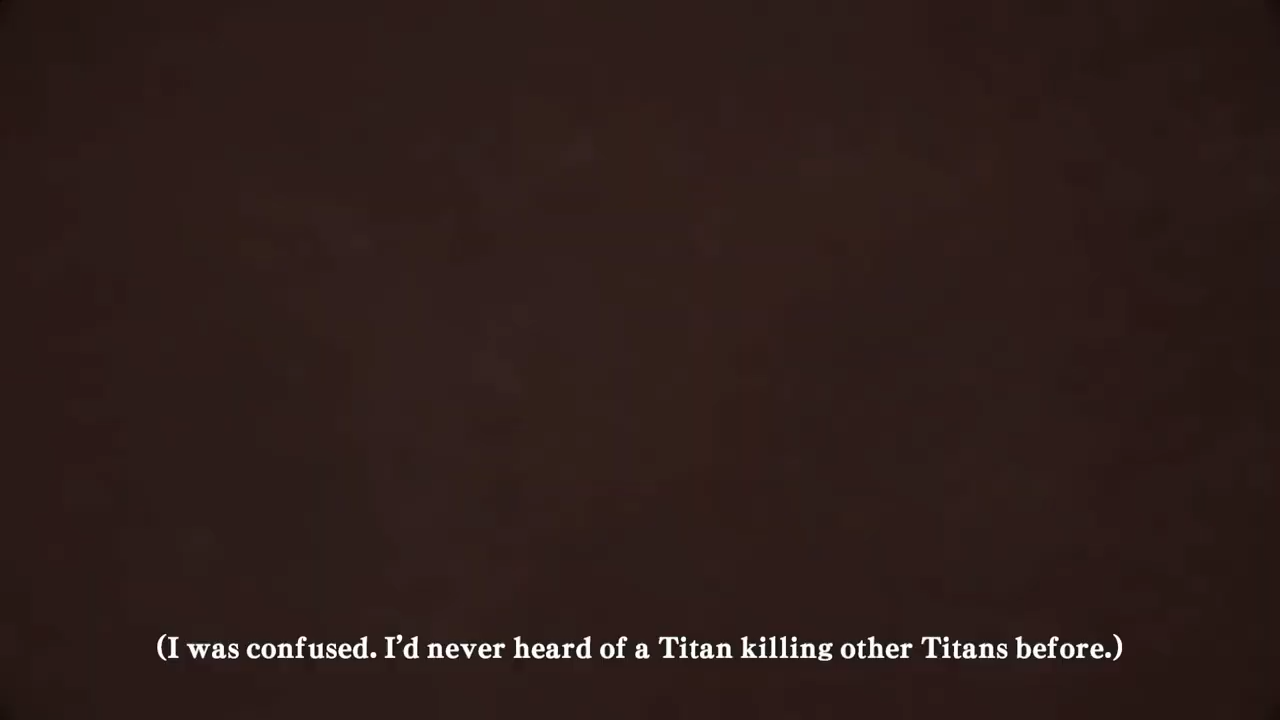 (I was confused. I’d never heard of a Titan killing other Titans before.)